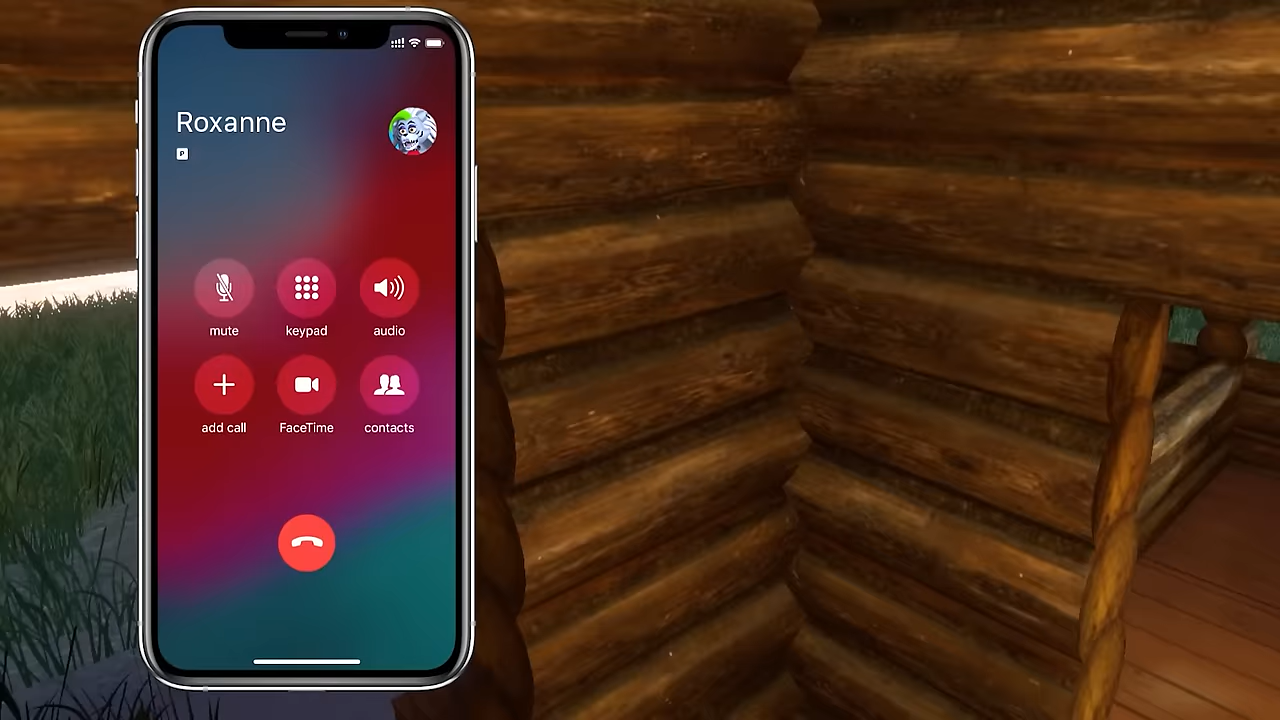 Roxanne
P
mute
keypad
audio
add call
FaceTime
contacts